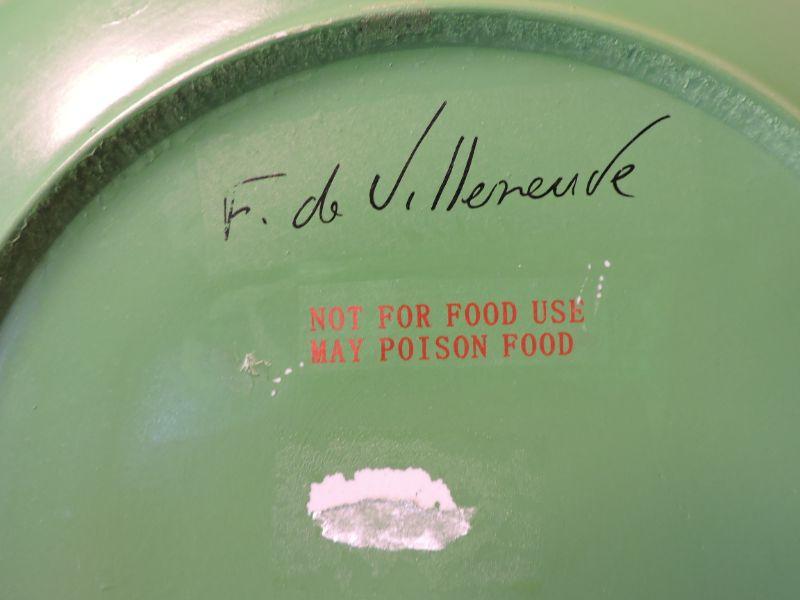 F. de Villeneuve
NOT FOR FOOD USE
MAY POISON FOOD